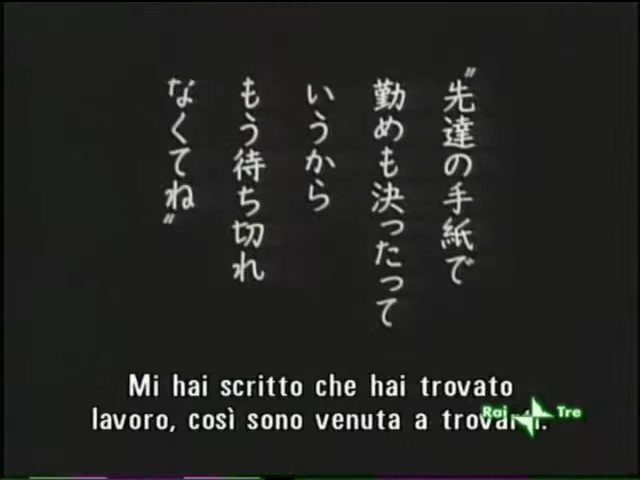 "先達の手紙で
勤めも決ったって
いうから
もう待ち切れ
なくてね"
Mi hai scritto che hai trovato
lavoro, così sono venuta a
Rai Tre